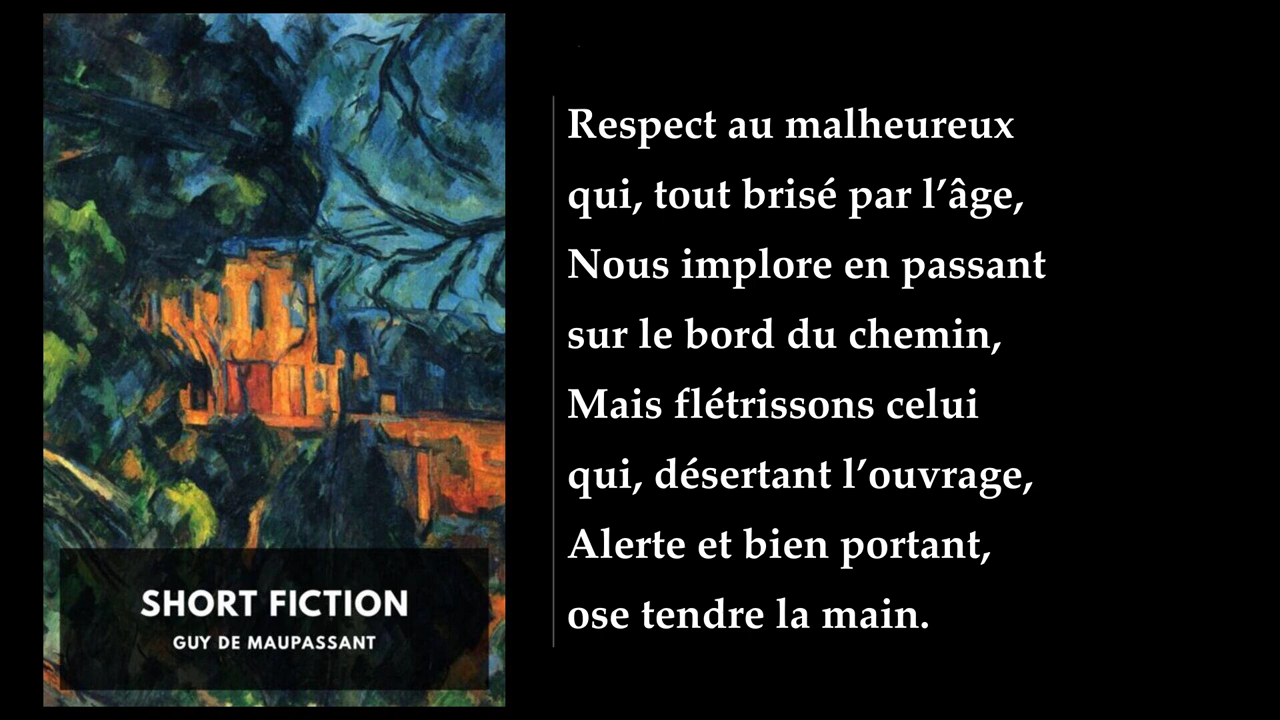 SHORT FICTION
GUY DE MAUPASSANT
Respect au malheureux
qui, tout brisé par l’âge,
Nous implore en passant
sur le bord du chemin,
Mais flétrissons celui
qui, désertant l’ouvrage,
Alerte et bien portant,
ose tendre la main.